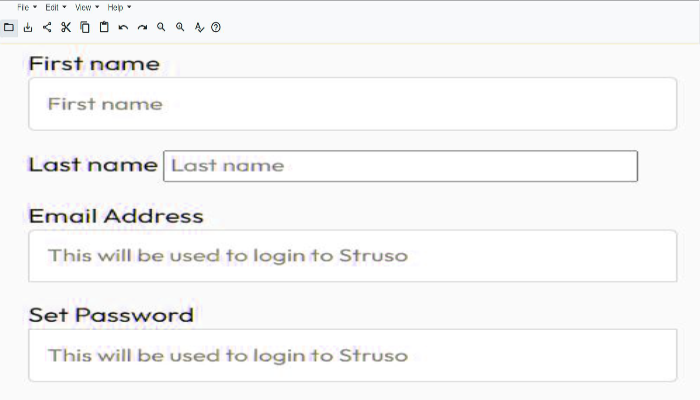 File Edit View Help
First name
First name
Last name Last name
Email Address
This will be used to login to Struso
Set Password
This will be used to login to Struso